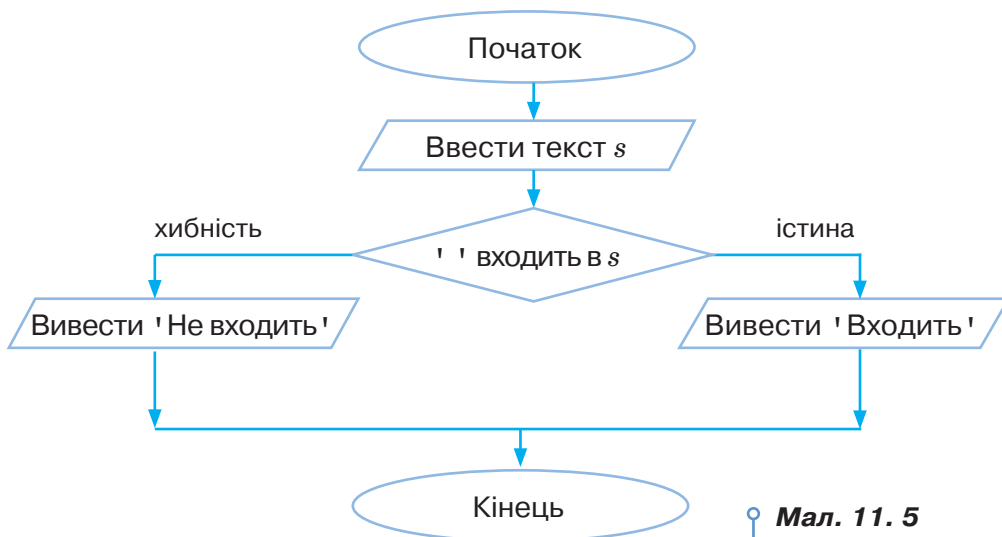 Початок
Ввести текст s
хибність
істина
' ' входить в s
Вивести 'Не входить'
Вивести 'Входить'
Кінець
Мал. 11. 5